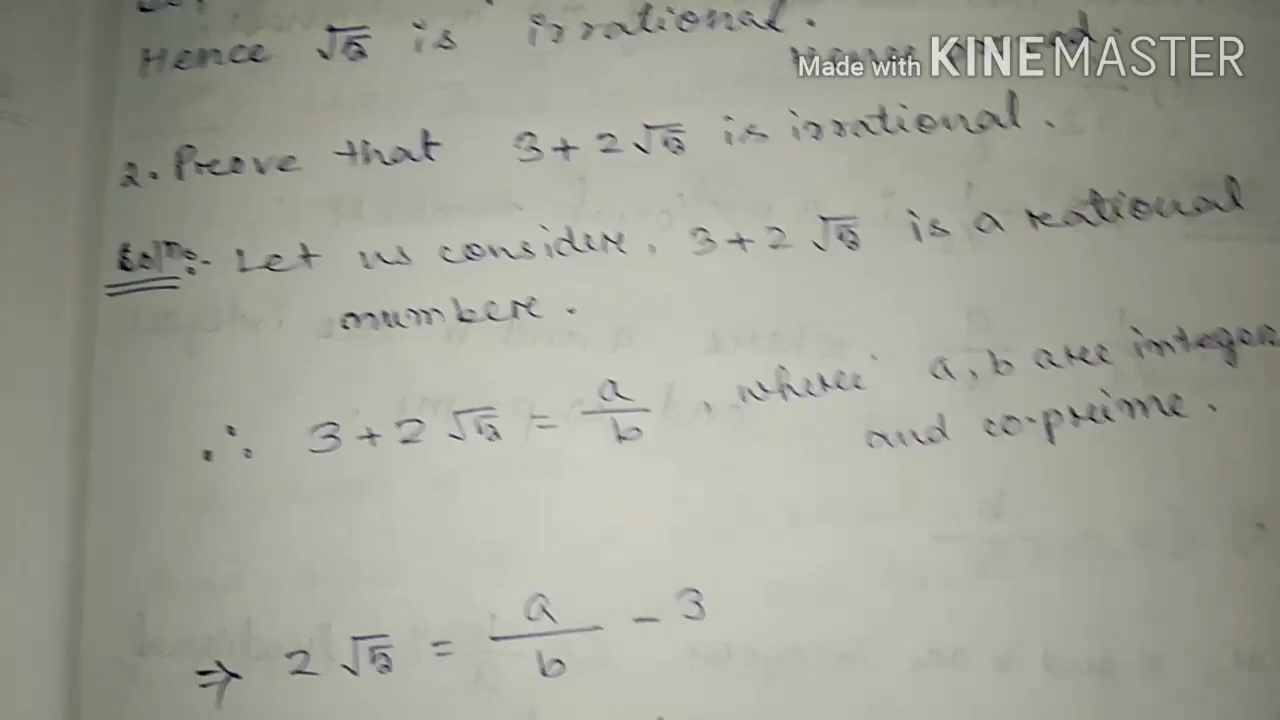 Hence √5 is irrational.
Made with KINEMASTER
2. Prove that 3+2√5 is irrational.
Soln:- Let us consider, 3+2√5 is a rational
number.
∴ 3+2√5 = a/b, where a, b are integers
and co-prime.
⇒ 2√5 = a/b - 3